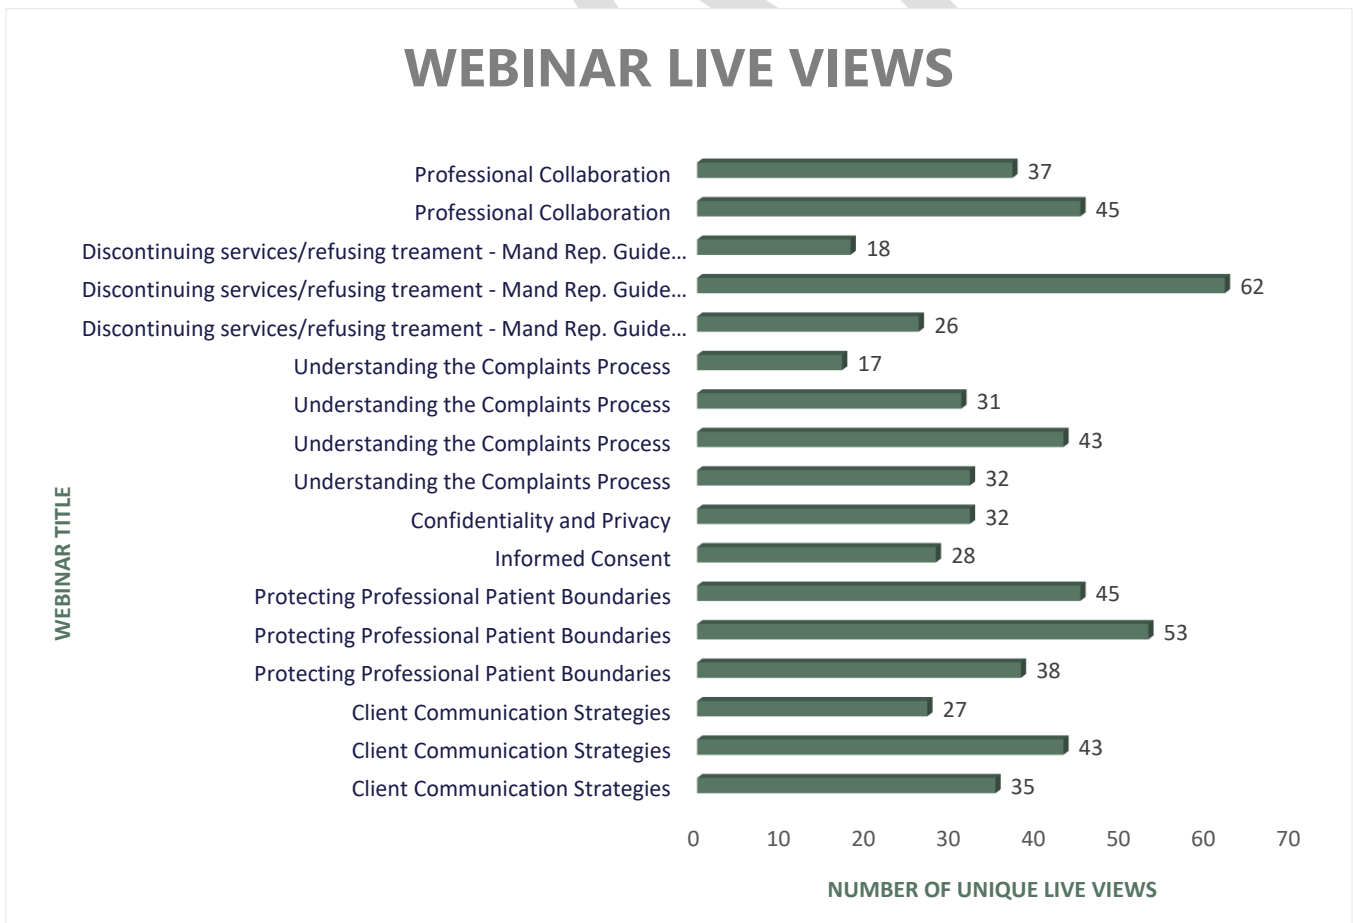 WEBINAR LIVE VIEWS
Professional Collaboration 37
Professional Collaboration 45
Discontinuing services/refusing treament - Mand Rep. Guide... 18
Discontinuing services/refusing treament - Mand Rep. Guide... 62
Discontinuing services/refusing treament - Mand Rep. Guide... 26
Understanding the Complaints Process 17
Understanding the Complaints Process 31
Understanding the Complaints Process 43
Understanding the Complaints Process 32
Confidentiality and Privacy 32
Informed Consent 28
Protecting Professional Patient Boundaries 45
Protecting Professional Patient Boundaries 53
Protecting Professional Patient Boundaries 38
Client Communication Strategies 27
Client Communication Strategies 43
Client Communication Strategies 35
WEBINAR TITLE
0 10 20 30 40 50 60 70
NUMBER OF UNIQUE LIVE VIEWS